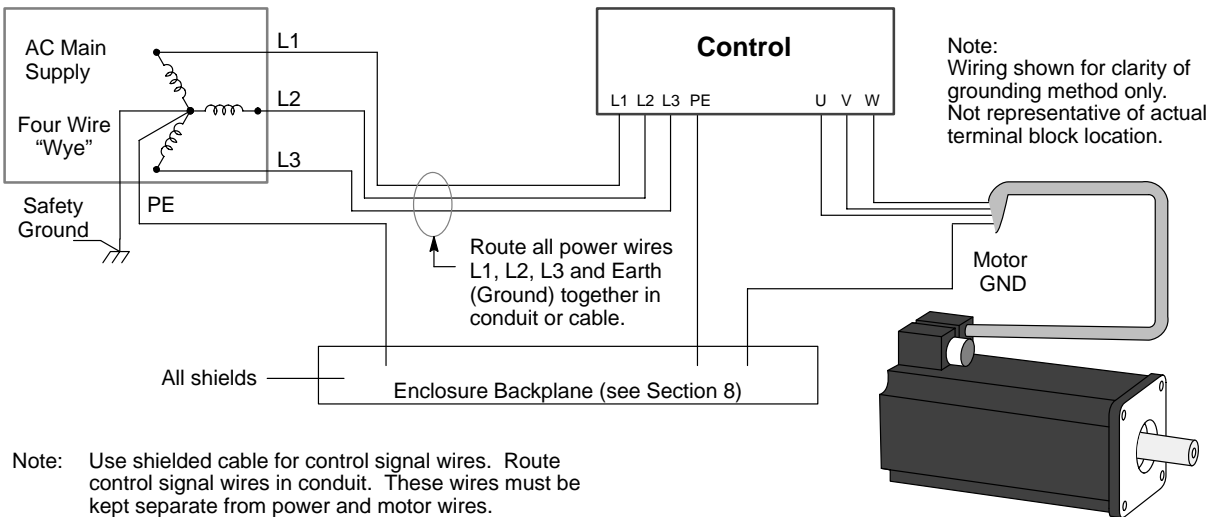 AC Main
Supply
Four Wire
“Wye”
L1
L2
L3
Safety
Ground
PE
Control
L1 L2 L3 PE
U V W
Note:
Wiring shown for clarity of
grounding method only.
Not representative of actual
terminal block location.
Route all power wires
L1, L2, L3 and Earth
(Ground) together in
conduit or cable.
Motor
GND
All shields
Enclosure Backplane (see Section 8)
Note: Use shielded cable for control signal wires. Route
control signal wires in conduit. These wires must be
kept separate from power and motor wires.